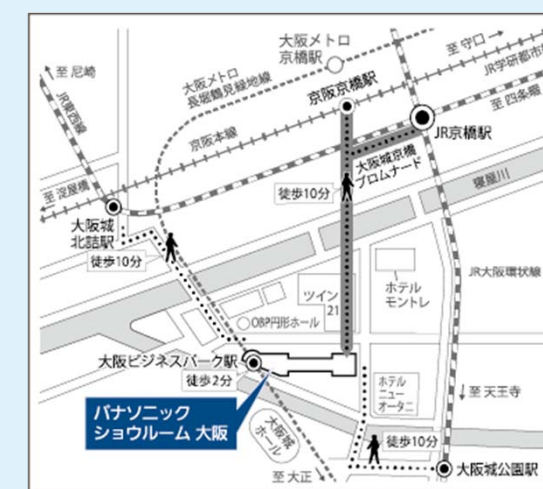 大阪メトロ
京橋駅
至 守口
至 尼崎
大阪メトロ
長堀鶴見緑地線
京阪京橋駅
JR学研都市
JR東西線
至 四条畷
京阪本線
JR京橋駅
大阪城京橋
プロムナード
至 淀屋橋
徒歩10分
寝屋川
大阪城
北詰駅
徒歩10分
JR大阪環状線
ツイン
21
ホテル
モントレ
OBP円形ホール
大阪ビジネスパーク駅
徒歩2分
ホテル
ニュー
オータニ
至 天王寺
パナソニック
ショウルーム 大阪
大阪城
ホール
徒歩10分
至 大正
大阪城公園駅